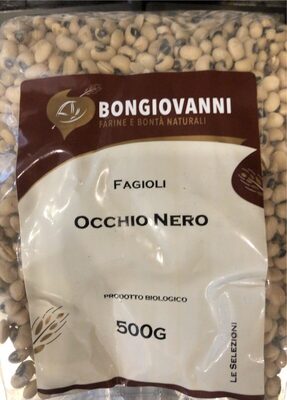 BONGIOVANNI
FARINE E BONTÀ NATURALI
FAGIOLI
OCCHIO NERO
PRODOTTO BIOLOGICO
500G
LE SELEZIONI